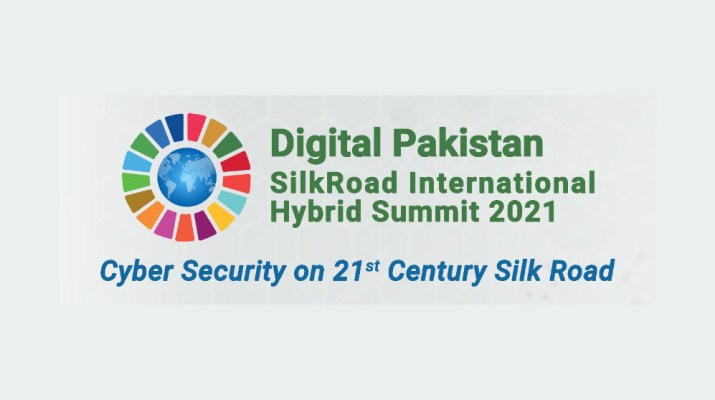 Digital Pakistan
SilkRoad International
Hybrid Summit 2021
Cyber Security on 21st Century Silk Road